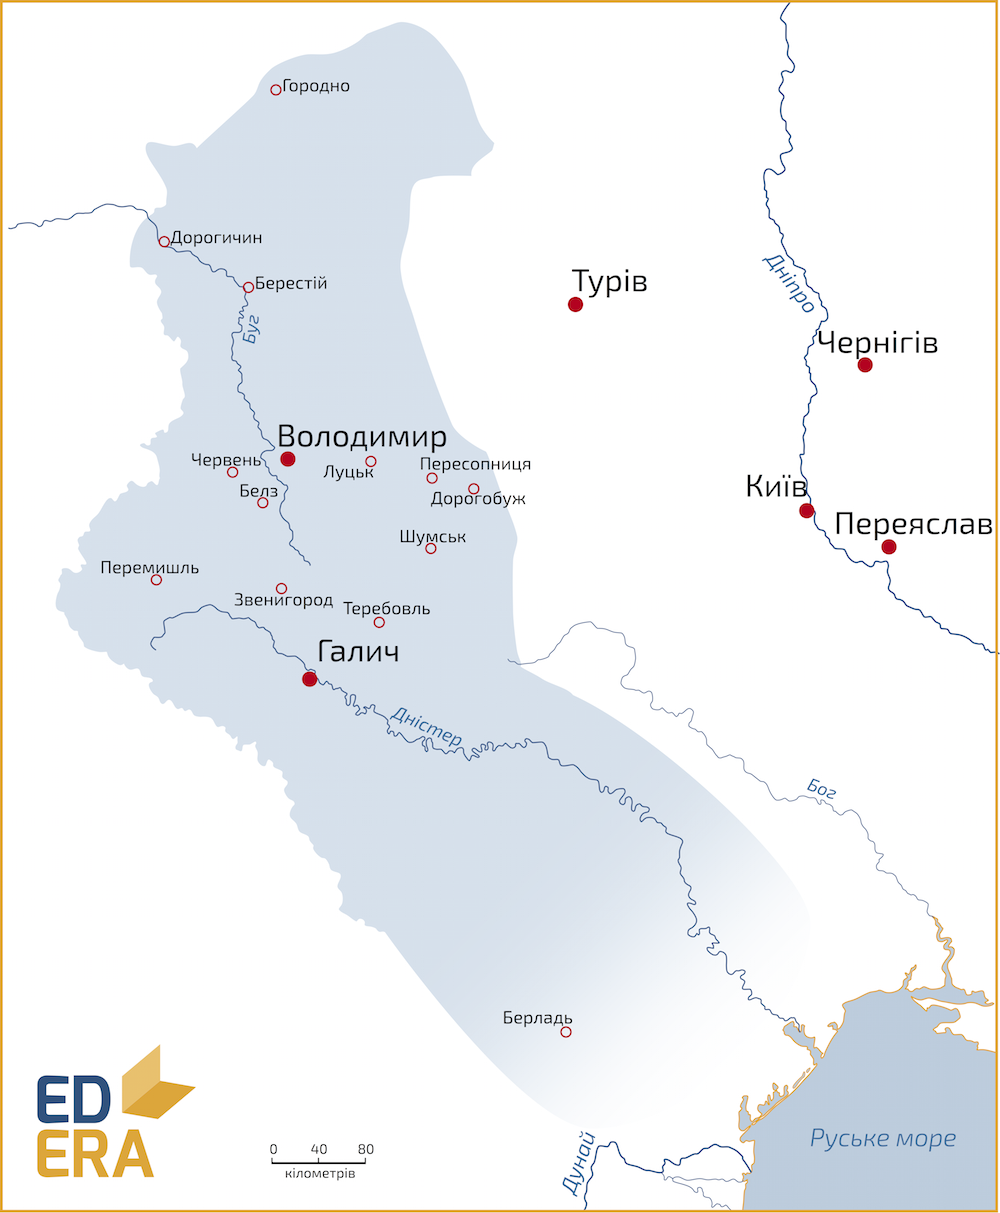 Городно
Дорогичин
Берестій
Буг
Турів
Дніпро
Чернігів
Володимир
Червень
Луцьк
Пересопниця
Белз
Дорогобуж
Київ
Переяслав
Шумськ
Перемишль
Звенигород
Теребовль
Галич
Дністер
Бог
Берладь
Руське море
Дунай
ED
ERA
0 40 80
кілометрів